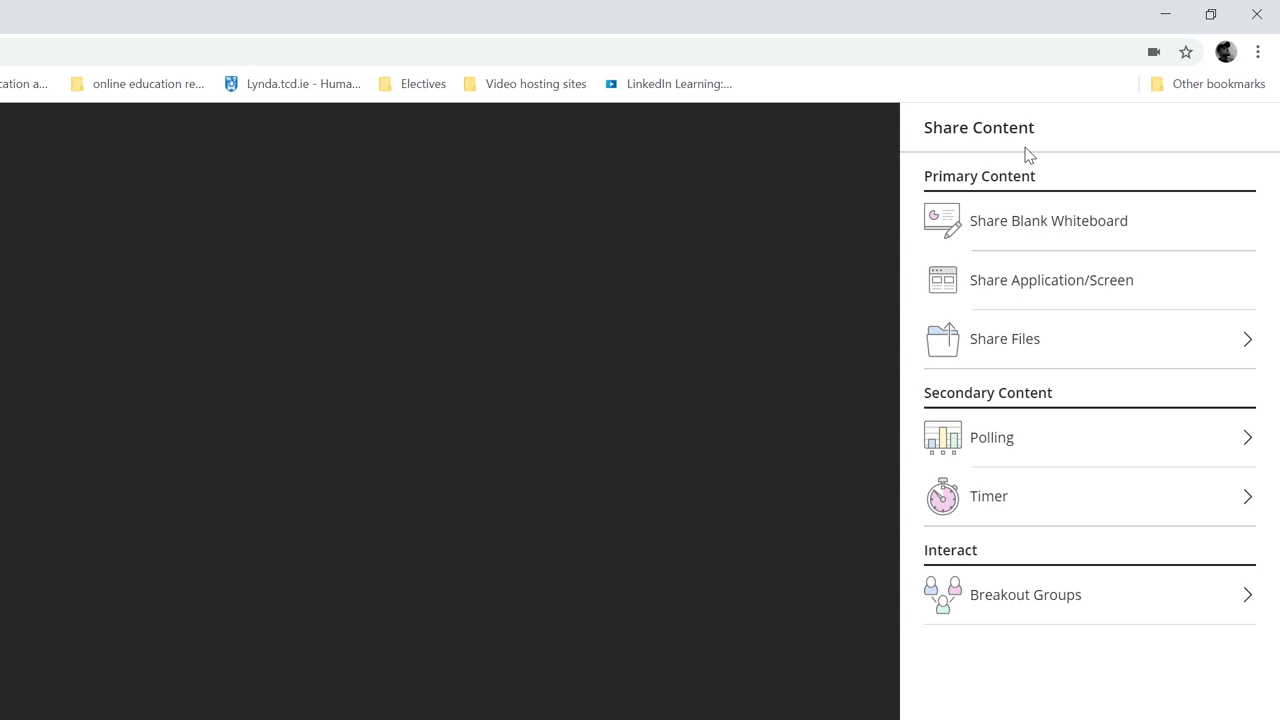 cation a...
online education re...
Lynda.tcd.ie - Huma...
Electives
Video hosting sites
LinkedIn Learning:...
Other bookmarks
Share Content
Primary Content
Share Blank Whiteboard
Share Application/Screen
Share Files
Secondary Content
Polling
Timer
Interact
Breakout Groups